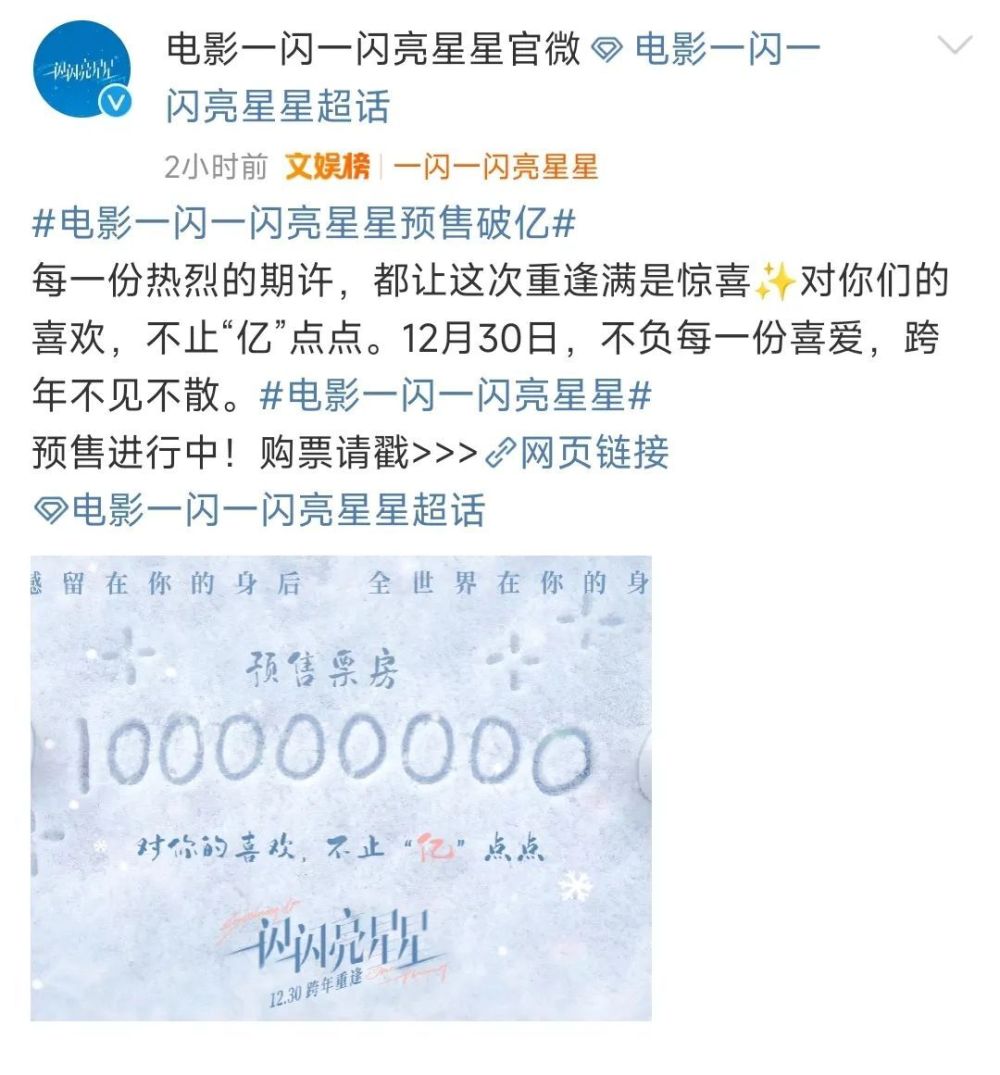 电影一闪一闪亮星星官微 电影一闪一
闪亮星星超话
2小时前 文娱榜 一闪一闪亮星星
#电影一闪一闪亮星星预售破亿#
每一份热烈的期许，都让这次重逢满是惊喜✨对你们的
喜欢，不止“亿”点点。12月30日，不负每一份喜爱，跨
年不见不散。#电影一闪一闪亮星星#
预售进行中！购票请戳>>>网页链接
电影一闪一闪亮星星超话
留在你的身后 全世界在你的身
预售票房
100000000
对你的喜欢，不止“亿”点点
一闪一闪亮星星
12.30 跨年重逢